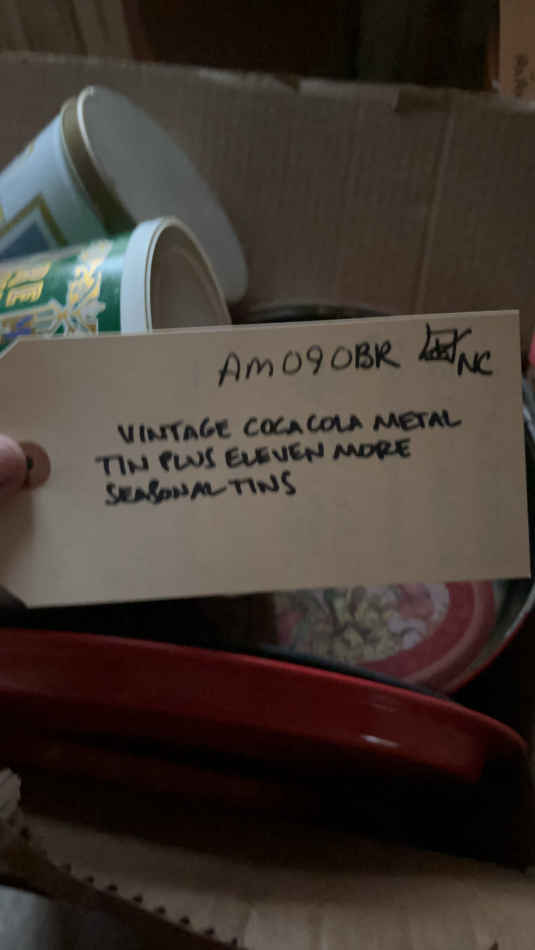 AM090BR NC
VINTAGE COCA COLA METAL
TIN PLUS ELEVEN MORE
SEASONAL TINS